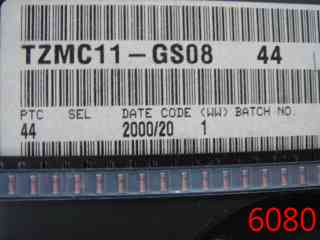 TZMC11-GS08 44
PTC SEL DATE CODE (WW) BATCH NO.
44 2000/20 1
6080